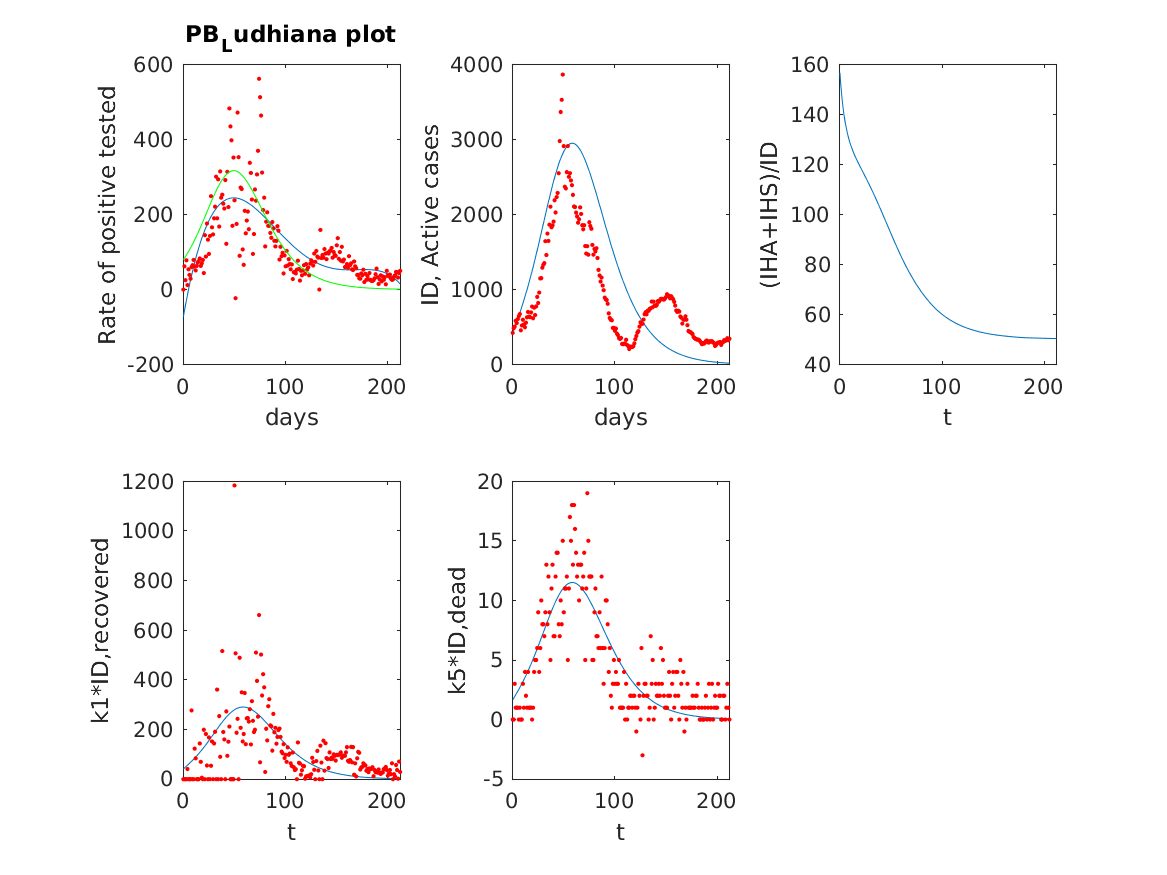 PB_Ludhiana plot
600
400
200
0
-200
Rate of positive tested
0 100 200
days
4000
3000
2000
1000
0
ID, Active cases
0 100 200
days
160
140
120
100
80
60
40
(IHA+IHS)/ID
0 100 200
t
1200
1000
800
600
400
200
0
k1*ID,recovered
0 100 200
t
20
15
10
5
0
-5
k5*ID,dead
0 100 200
t